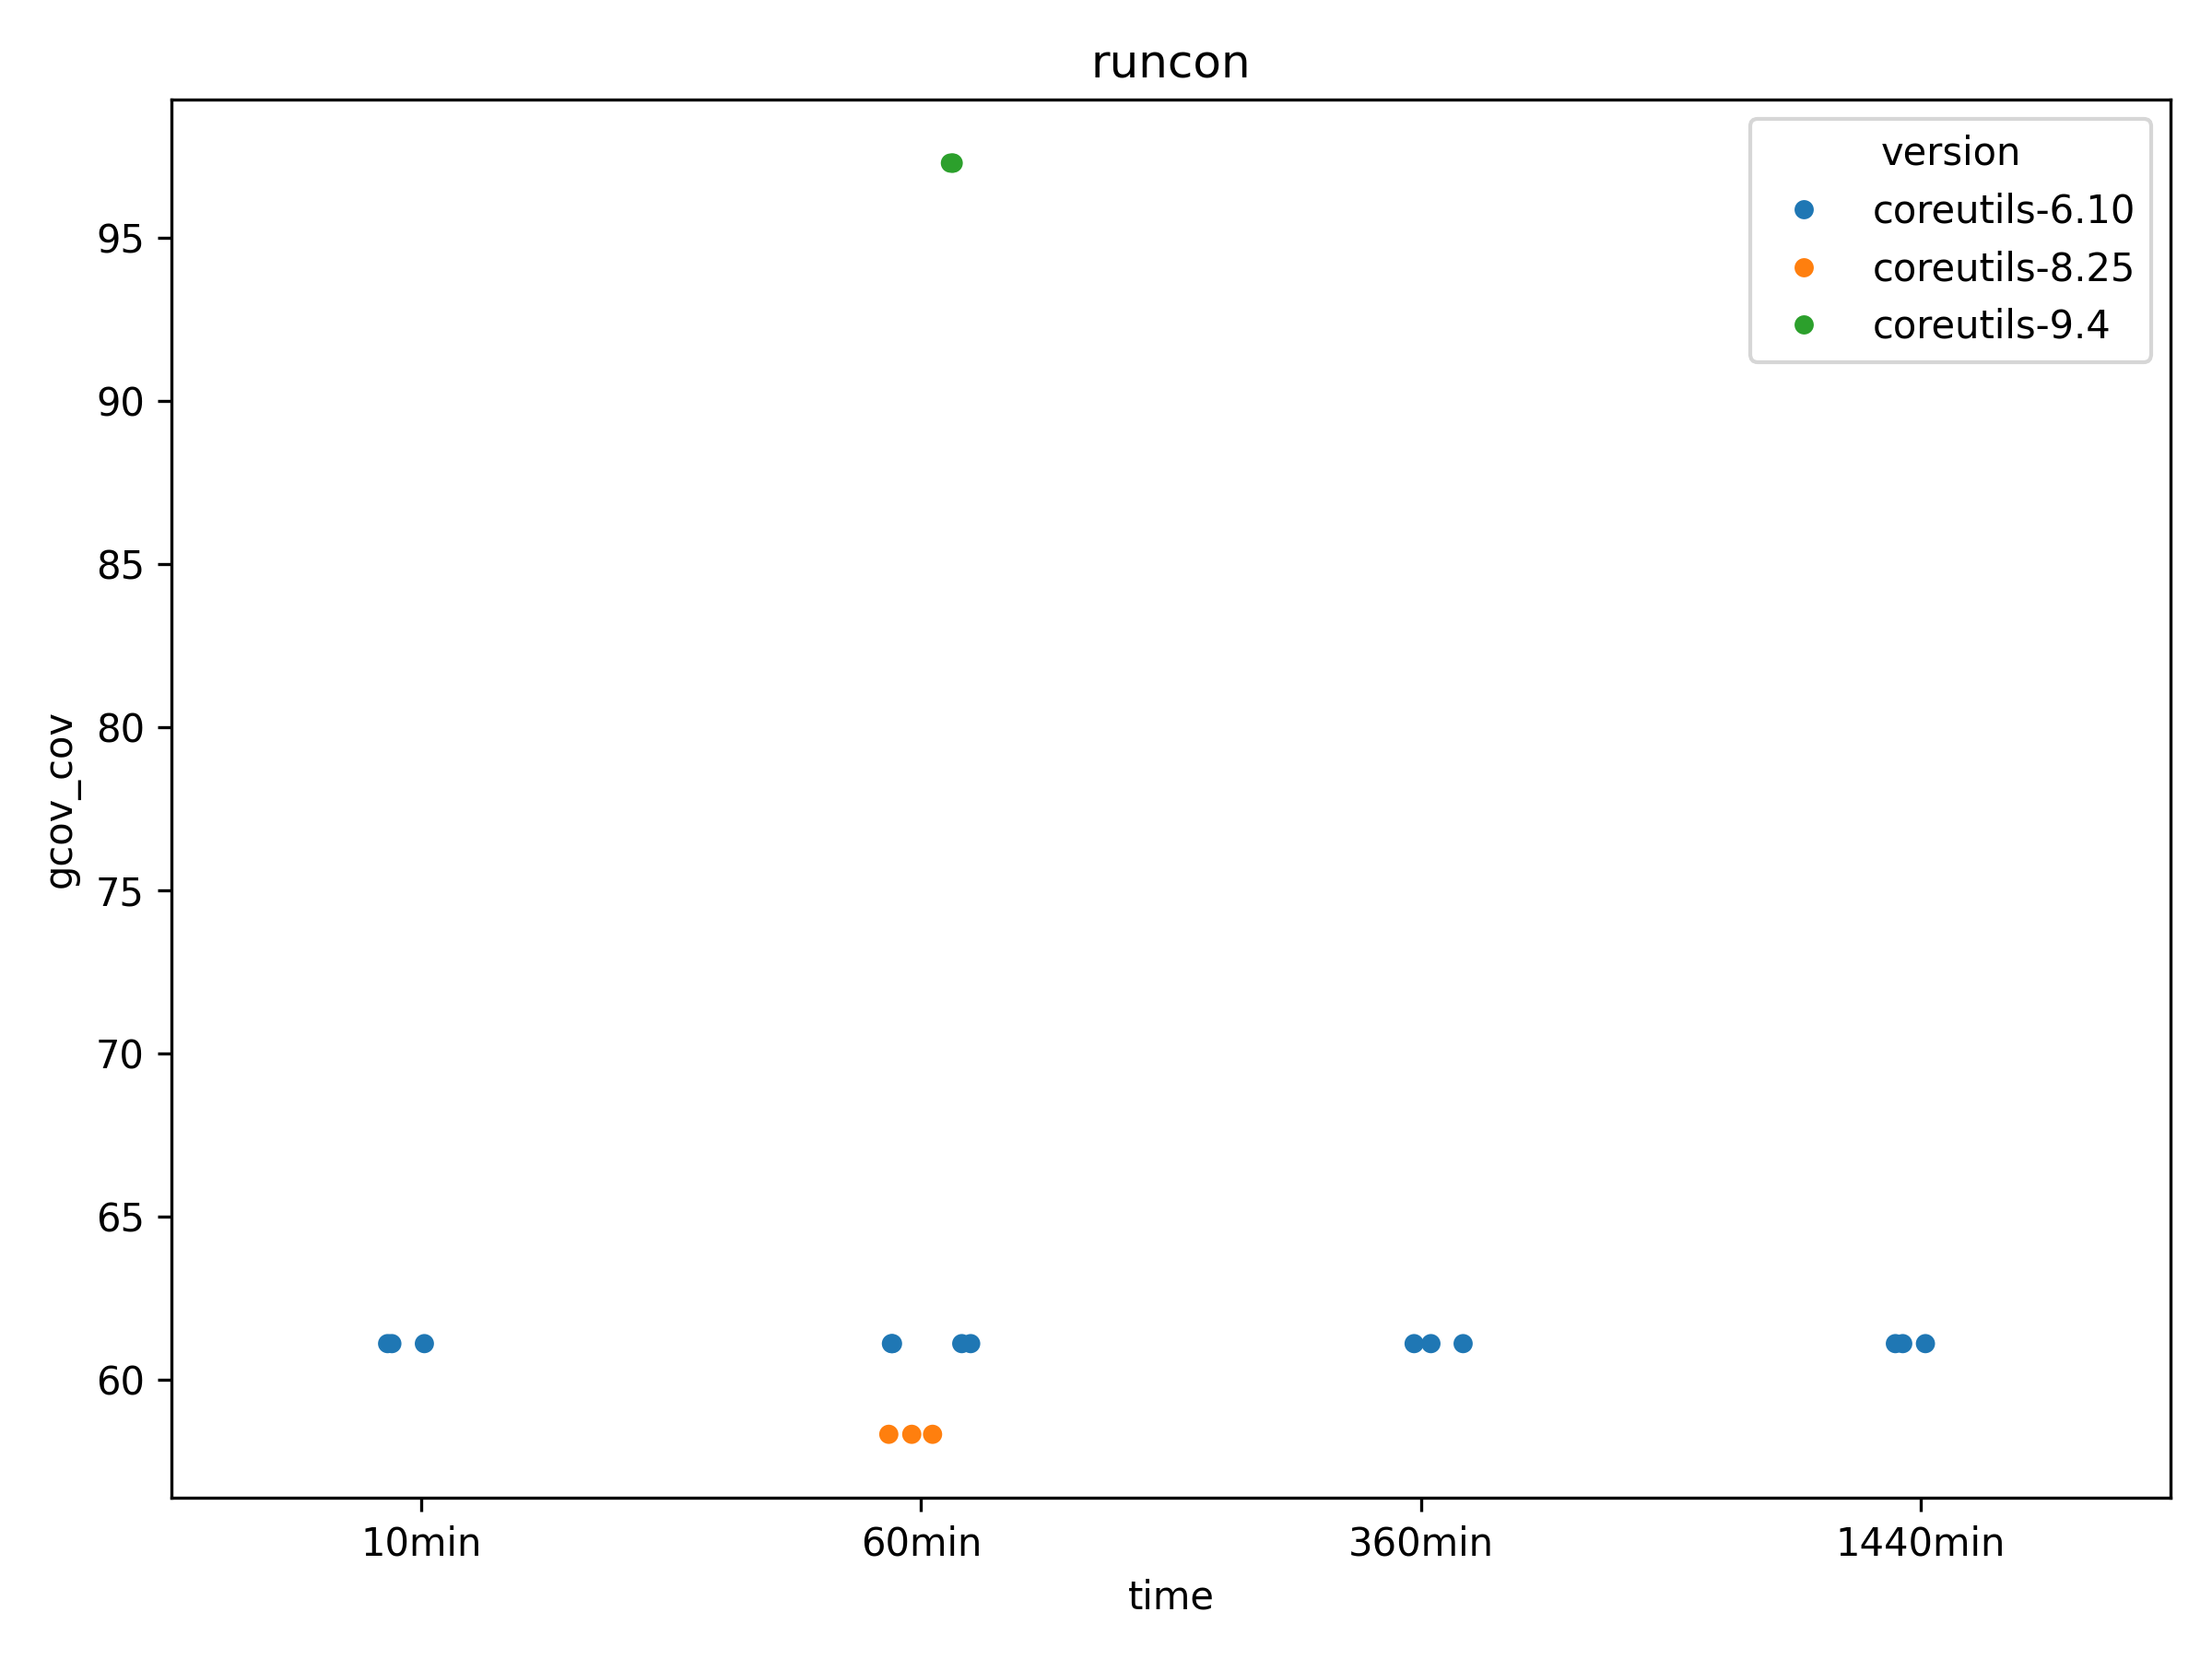 runcon
version
coreutils-6.10
coreutils-8.25
coreutils-9.4
gcov_cov
95
90
85
80
75
70
65
60
10min
60min
360min
1440min
time